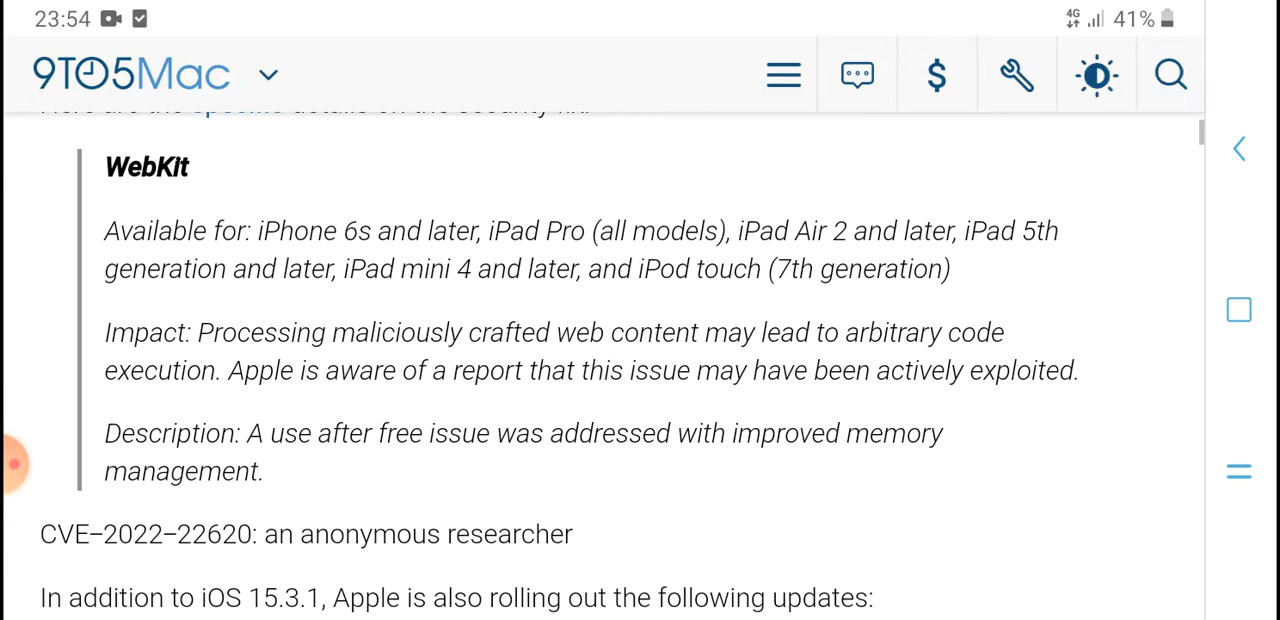 23:54 4G 41%
9TO5Mac
WebKit
Available for: iPhone 6s and later, iPad Pro (all models), iPad Air 2 and later, iPad 5th
generation and later, iPad mini 4 and later, and iPod touch (7th generation)
Impact: Processing maliciously crafted web content may lead to arbitrary code
execution. Apple is aware of a report that this issue may have been actively exploited.
Description: A use after free issue was addressed with improved memory
management.
CVE-2022-22620: an anonymous researcher
In addition to iOS 15.3.1, Apple is also rolling out the following updates: